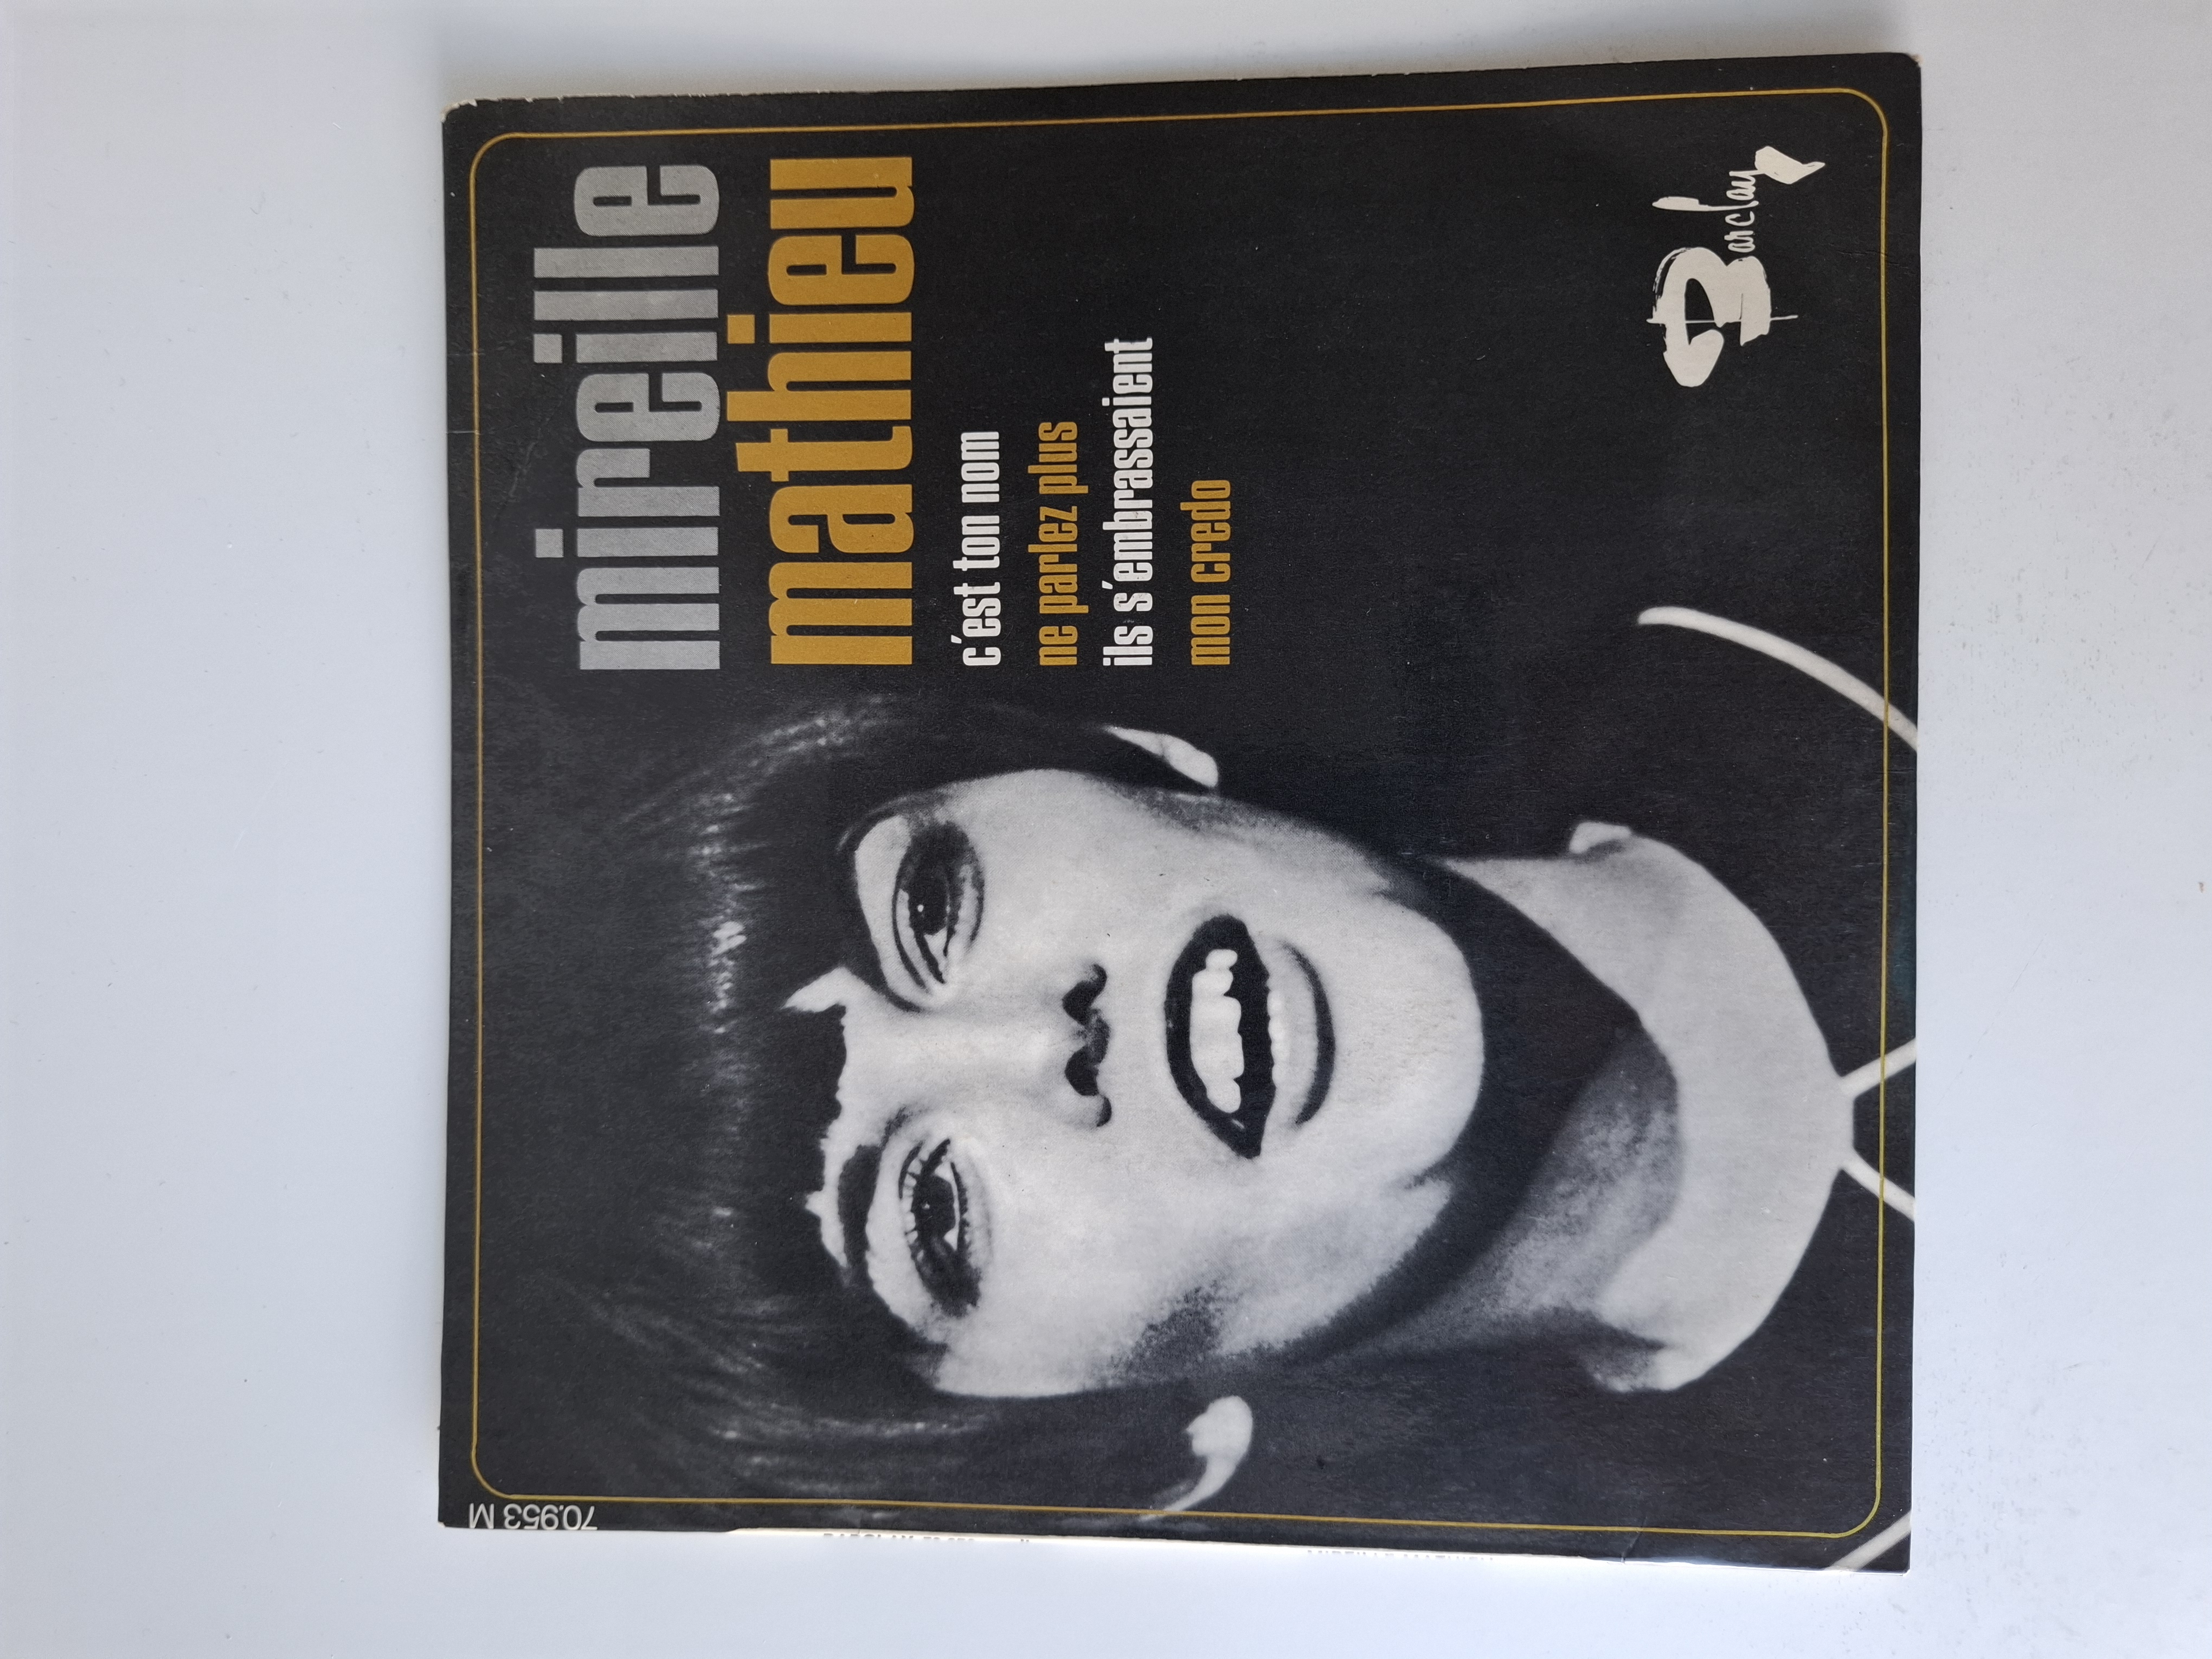 mireille
mathieu
c'est ton nom
ne parlez plus
ils s'embrassaient
mon credo
Barclay
70.953 M